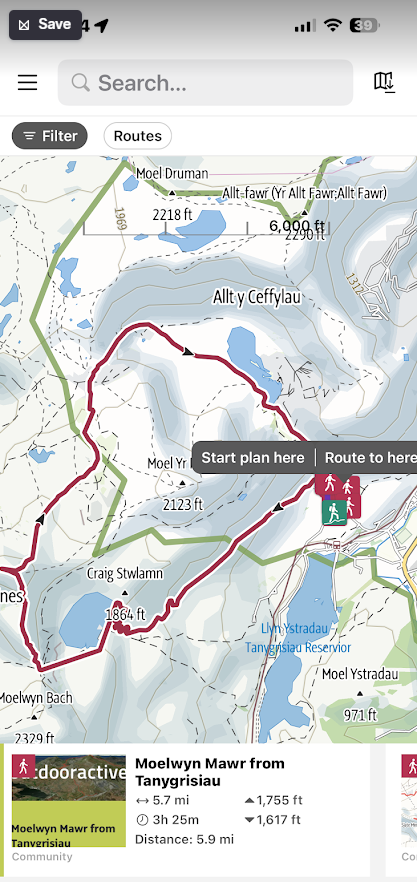 Save
4
39
Search...
Filter
Routes
Moel Druman
2218 ft
1969
Allt-fawr (Yr Allt Fawr;Allt Fawr)
6,000 ft
2290 ft
Allt y Ceffylau
Start plan here
Route to here
Moel Yr
2123 ft
Craig Stwlamn
1864 ft
nes
Llyn Ystradau -
Tanygrisiau Reservior
Moel Ystradau
971 ft
Moelwyn Bach
2329 ft
outdooractive
Moelwyn Mawr from
Tanygrisiau
Community
Moelwyn Mawr from
Tanygrisiau
5.7 mi
1,755 ft
3h 25m
1,617 ft
Distance: 5.9 mi
Co